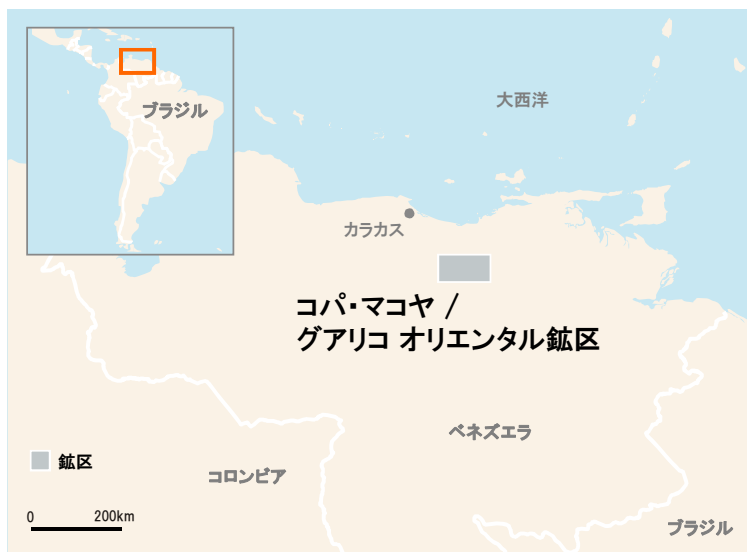 ブラジル
大西洋
カラカス
コパ・マコヤ /
グアリコ オリエンタル鉱区
ベネズエラ
鉱区
コロンビア
0 200km
ブラジル